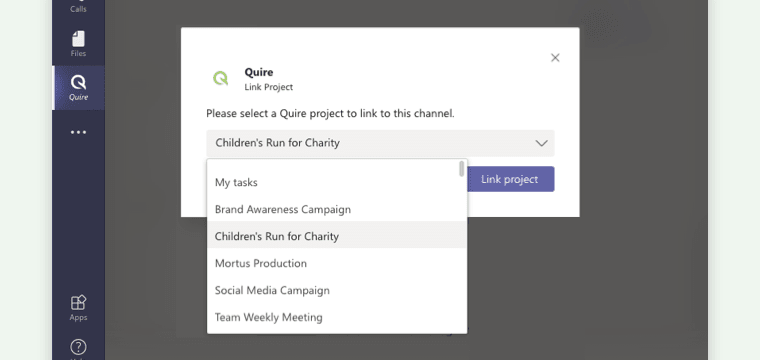 Calls
Files
Quire
Apps
Quire
Link Project
Please select a Quire project to link to this channel.
Children's Run for Charity
Link project
My tasks
Brand Awareness Campaign
Children's Run for Charity
Mortus Production
Social Media Campaign
Team Weekly Meeting